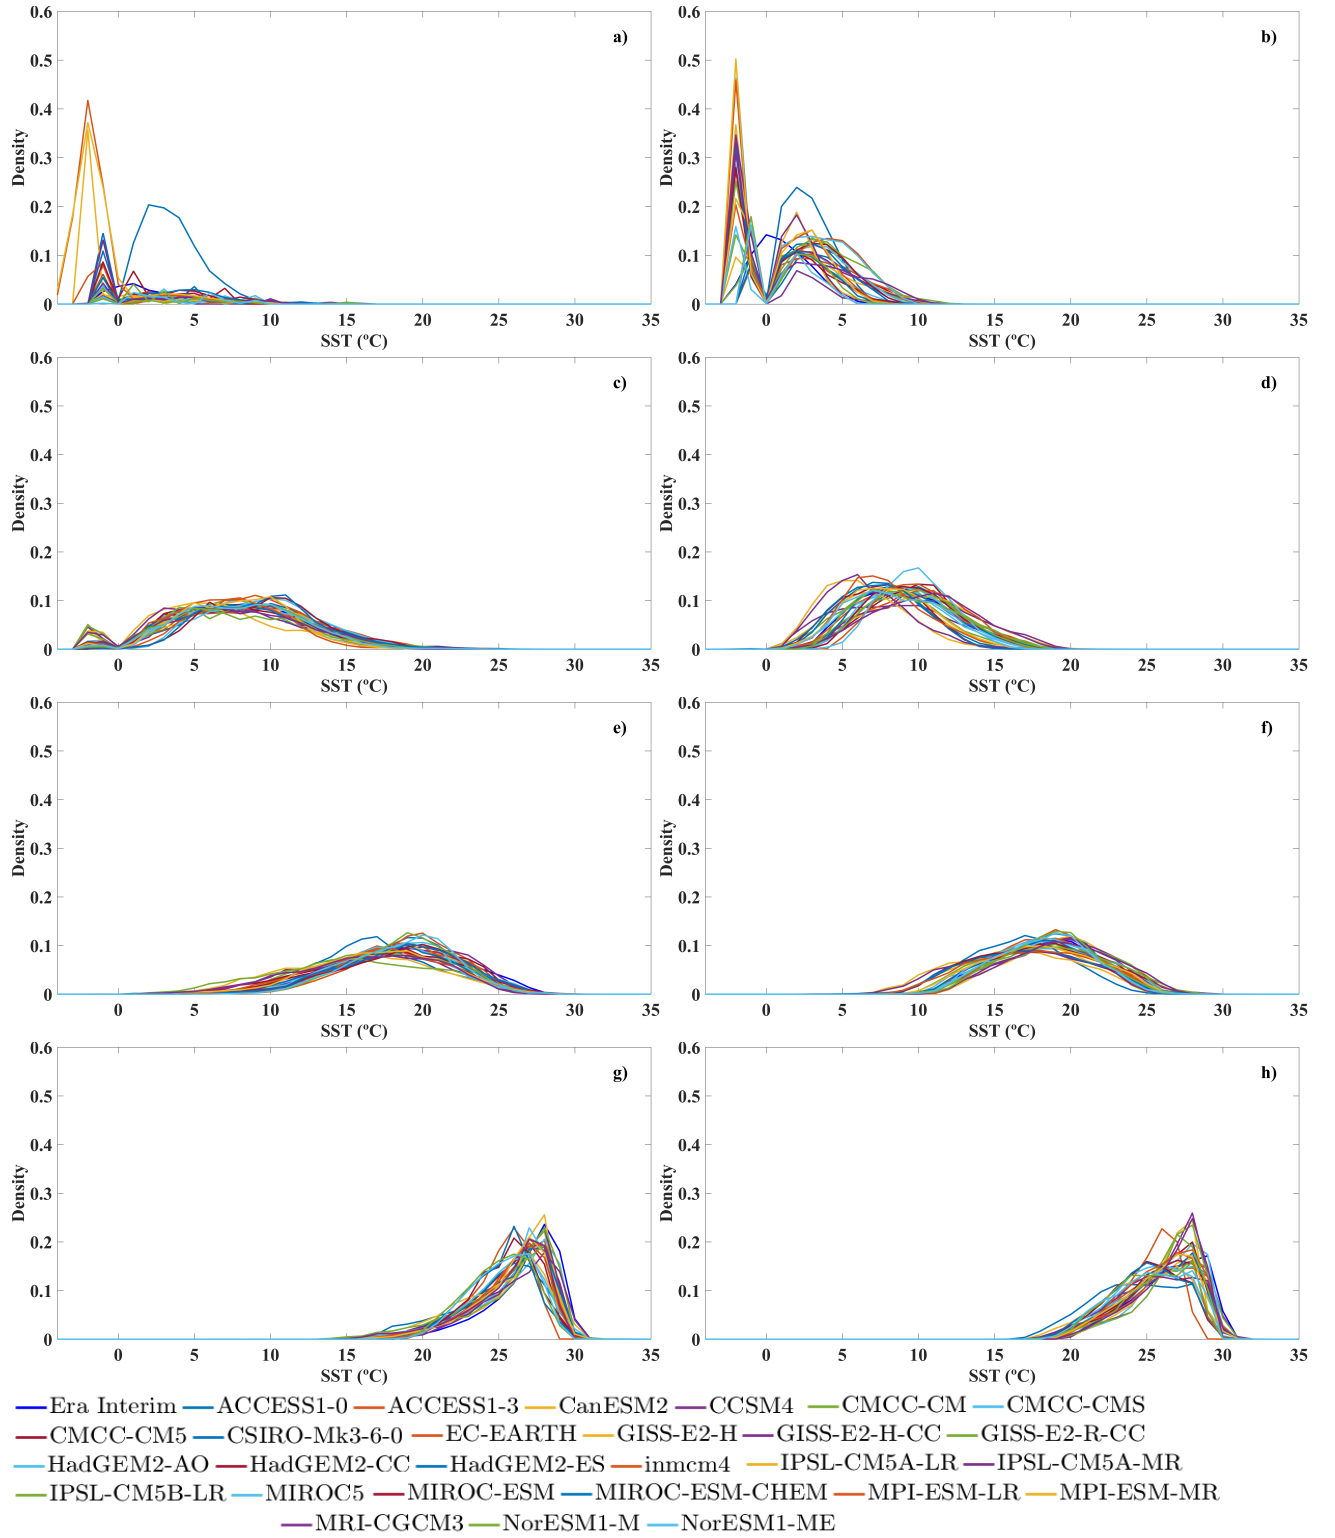 a)
0.6
0.5
0.4
0.3
0.2
0.1
0
Density
0 5 10 15 20 25 30 35
SST (ºC)
b)
0.6
0.5
0.4
0.3
0.2
0.1
0
Density
0 5 10 15 20 25 30 35
SST (ºC)
c)
0.6
0.5
0.4
0.3
0.2
0.1
0
Density
0 5 10 15 20 25 30 35
SST (ºC)
d)
0.6
0.5
0.4
0.3
0.2
0.1
0
Density
0 5 10 15 20 25 30 35
SST (ºC)
e)
0.6
0.5
0.4
0.3
0.2
0.1
0
Density
0 5 10 15 20 25 30 35
SST (ºC)
f)
0.6
0.5
0.4
0.3
0.2
0.1
0
Density
0 5 10 15 20 25 30 35
SST (ºC)
g)
0.6
0.5
0.4
0.3
0.2
0.1
0
Density
0 5 10 15 20 25 30 35
SST (ºC)
h)
0.6
0.5
0.4
0.3
0.2
0.1
0
Density
0 5 10 15 20 25 30 35
SST (ºC)
Era Interim ACCESS1-0 ACCESS1-3 CanESM2 CCSM4 CMCC-CM CMCC-CMS
CMCC-CM5 CSIRO-Mk3-6-0 EC-EARTH GISS-E2-H GISS-E2-H-CC GISS-E2-R-CC
HadGEM2-AO HadGEM2-CC HadGEM2-ES inmcm4 IPSL-CM5A-LR IPSL-CM5A-MR
IPSL-CM5B-LR MIROC5 MIROC-ESM MIROC-ESM-CHEM MPI-ESM-LR MPI-ESM-MR
MRI-CGCM3 NorESM1-M NorESM1-ME